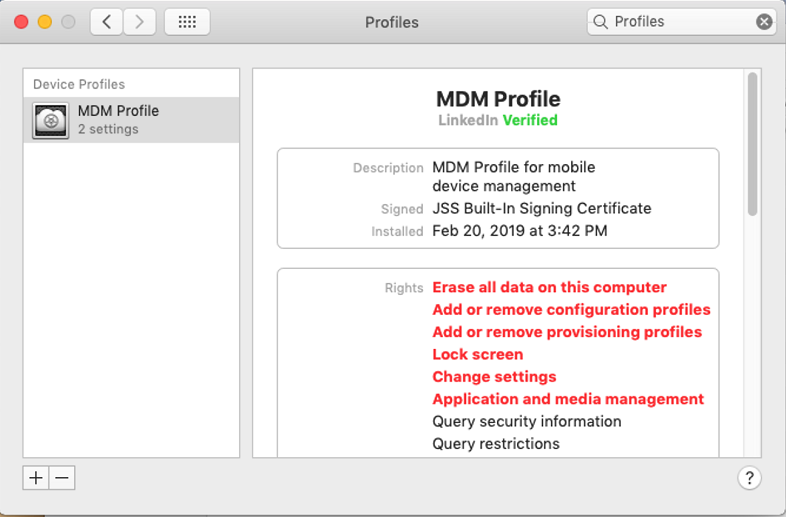 Profiles
Profiles
Device Profiles
MDM Profile
2 settings
MDM Profile
LinkedIn Verified
Description MDM Profile for mobile
device management
Signed JSS Built-In Signing Certificate
Installed Feb 20, 2019 at 3:42 PM
Rights Erase all data on this computer
Add or remove configuration profiles
Add or remove provisioning profiles
Lock screen
Change settings
Application and media management
Query security information
Query restrictions
+ −
?